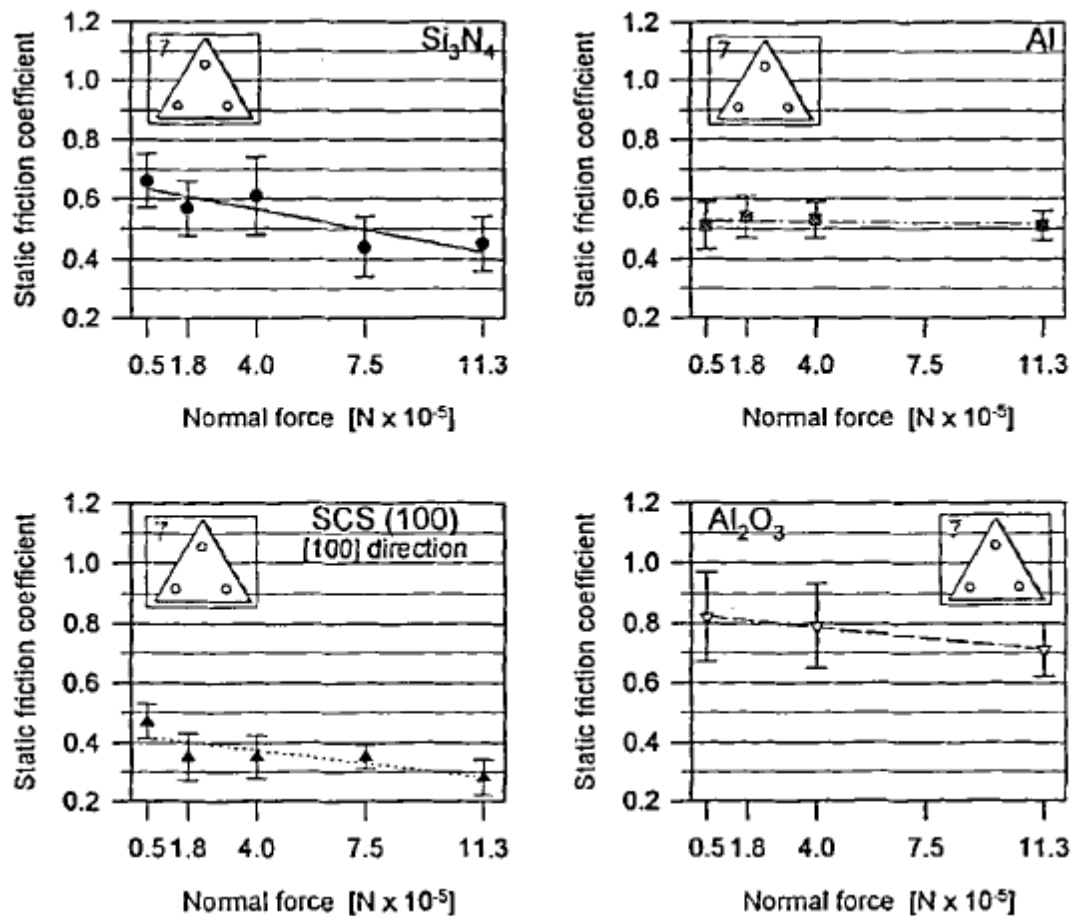 Si₃N₄
7
Static friction coefficient
1.2
1.0
0.8
0.6
0.4
0.2
0.5 1.8 4.0 7.5 11.3
Normal force [N x 10⁻⁵]
Al
7
Static friction coefficient
1.2
1.0
0.8
0.6
0.4
0.2
0.5 1.8 4.0 7.5 11.3
Normal force [N x 10⁻⁵]
SCS (100)
[100] direction
7
Static friction coefficient
1.2
1.0
0.8
0.6
0.4
0.2
0.5 1.8 4.0 7.5 11.3
Normal force [N x 10⁻⁵]
Al₂O₃
7
Static friction coefficient
1.2
1.0
0.8
0.6
0.4
0.2
0.5 1.8 4.0 7.5 11.3
Normal force [N x 10⁻⁵]